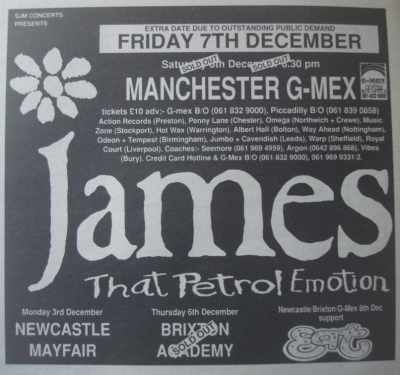 SJM CONCERTS
PRESENTS
EXTRA DATE DUE TO OUTSTANDING PUBLIC DEMAND
FRIDAY 7TH DECEMBER
SOLD OUT
SOLD OUT
MANCHESTER G-MEX
G-MEX
tickets £10 adv:- G-mex B/O (061 832 9000), Piccadilly B/O (061 839 0858)
Action Records (Preston), Penny Lane (Chester), Omega (Northwich + Crewe), Music
Zone (Stockport), Hot Wax (Warrington), Albert Hall (Bolton), Way Ahead (Nottingham),
Odeon + Tempest (Birmingham), Jumbo + Cavendish (Leeds), Warp (Sheffield), Royal
Court (Liverpool). Coaches:- Seemore (061 969 4959), Argon (0642 896 868), Vibes
(Bury). Credit Card Hotline & G-Mex B/O (061 832 9000), 061 969 9331/2.
James
That Petrol Emotion
Monday 3rd December
NEWCASTLE
MAYFAIR
Thursday 6th December
BRIXTON
SOLD OUT
ACADEMY
Newcastle/Brixton/G-Mex 8th Dec
support